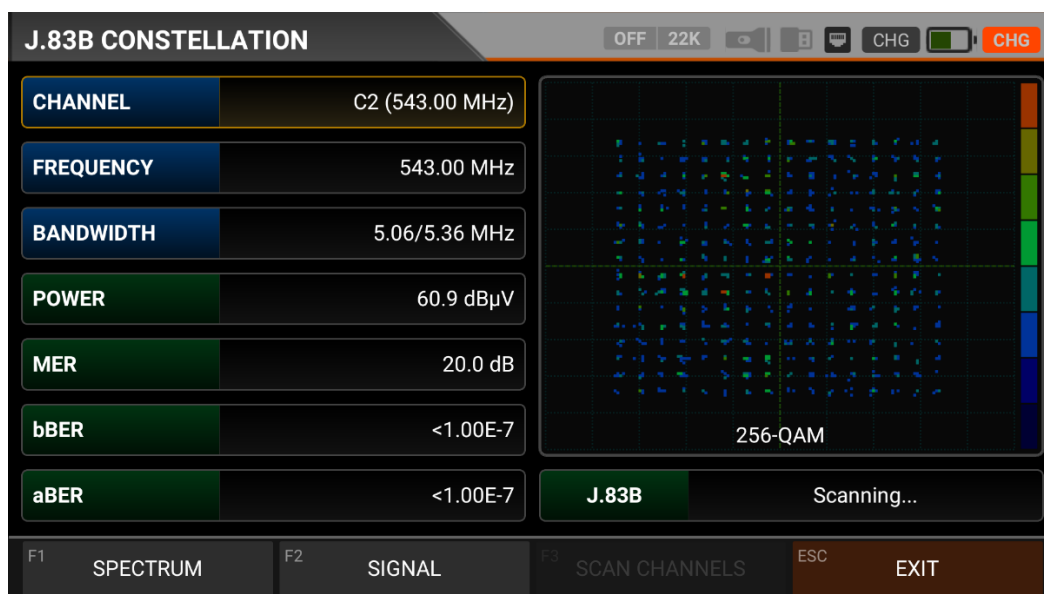 J.83B CONSTELLATION
OFF 22K CHG CHG
CHANNEL C2 (543.00 MHz)
FREQUENCY 543.00 MHz
BANDWIDTH 5.06/5.36 MHz
POWER 60.9 dBµV
MER 20.0 dB
bBER <1.00E-7
aBER <1.00E-7
256-QAM
J.83B Scanning...
F1 SPECTRUM F2 SIGNAL F3 SCAN CHANNELS ESC EXIT